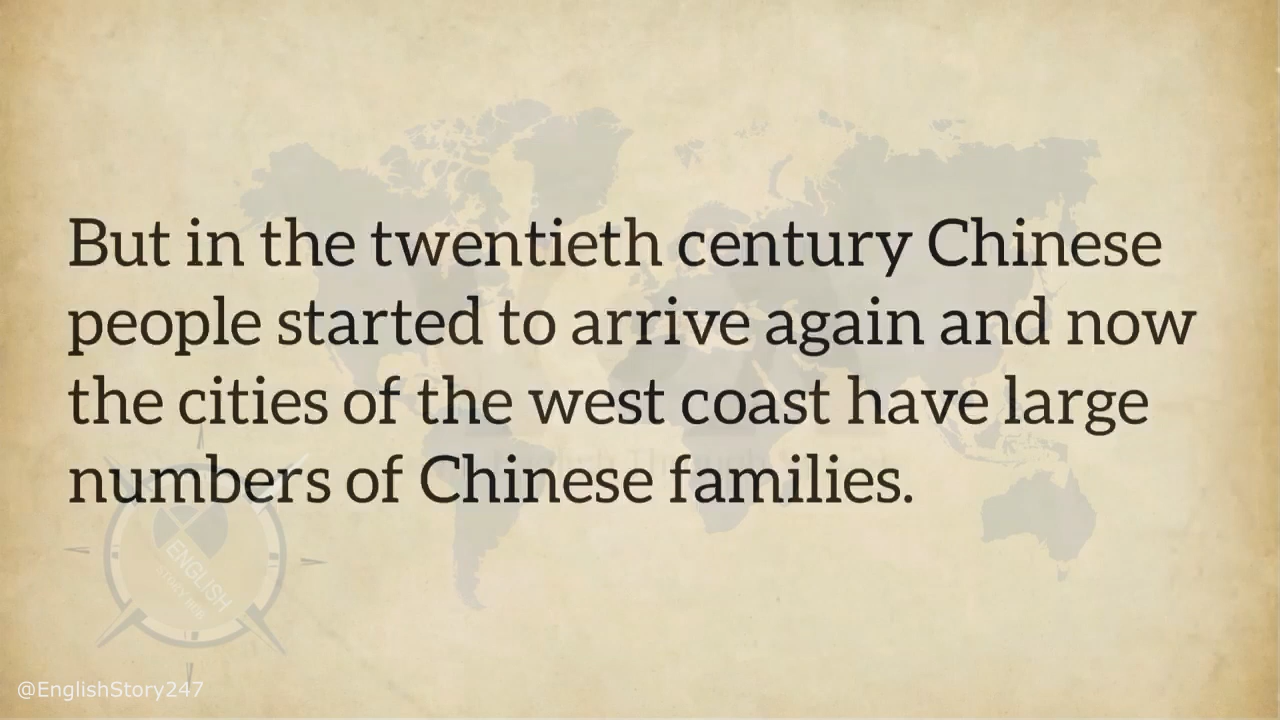 But in the twentieth century Chinese
people started to arrive again and now
the cities of the west coast have large
numbers of Chinese families.
ENGLISH
@EnglishStory247